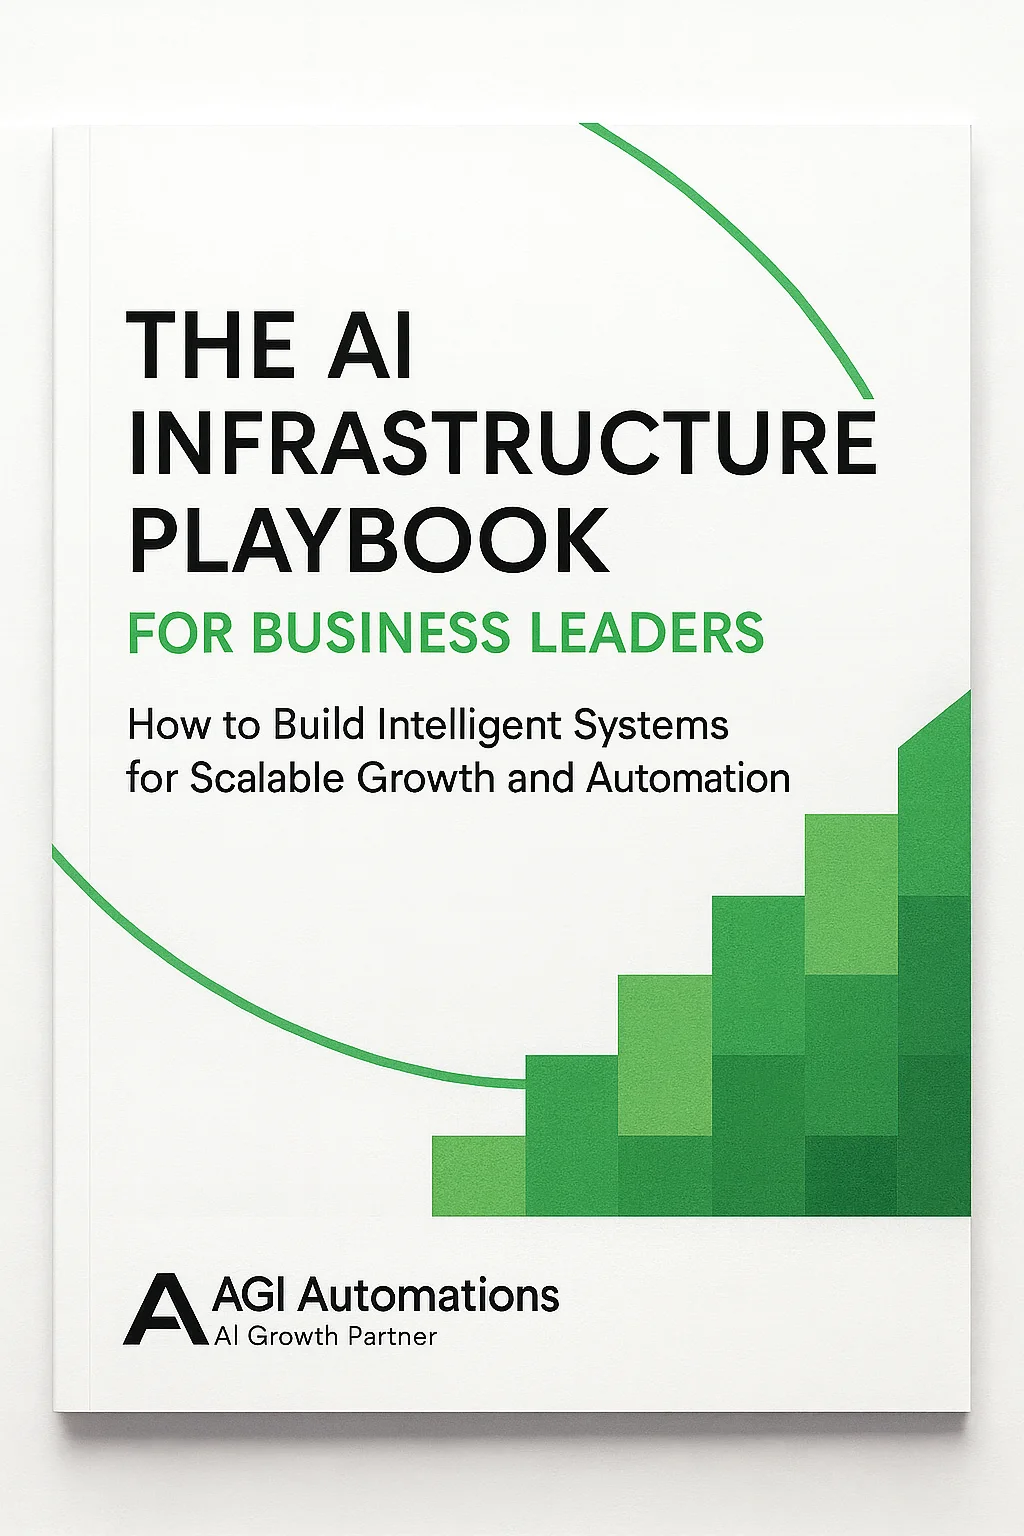 THE AI
INFRASTRUCTURE
PLAYBOOK
FOR BUSINESS LEADERS
How to Build Intelligent Systems
for Scalable Growth and Automation
A AGI Automations
AI Growth Partner